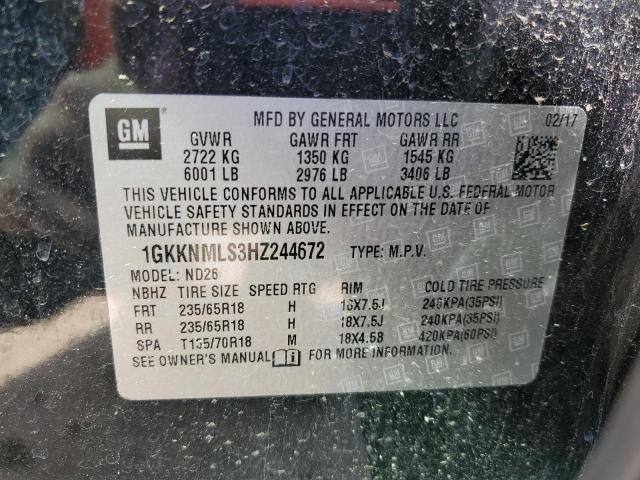 GM
MFD BY GENERAL MOTORS LLC 02/17
GVWR GAWR FRT GAWR RR
2722 KG 1350 KG 1545 KG
6001 LB 2976 LB 3406 LB
THIS VEHICLE CONFORMS TO ALL APPLICABLE U.S. FEDERAL MOTOR
VEHICLE SAFETY STANDARDS IN EFFECT ON THE DATE OF
MANUFACTURE SHOWN ABOVE.
1GKKNMLS3HZ244672 TYPE: M.P.V.
MODEL: ND26
NBHZ TIRE SIZE SPEED RTG RIM COLD TIRE PRESSURE
FRT 235/65R18 H 18X7.5J 240KPA(35PSI)
RR 235/65R18 H 18X7.5J 240KPA(35PSI)
SPA T135/70R18 M 18X4.5B 420KPA(60PSI)
SEE OWNER'S MANUAL FOR MORE INFORMATION.